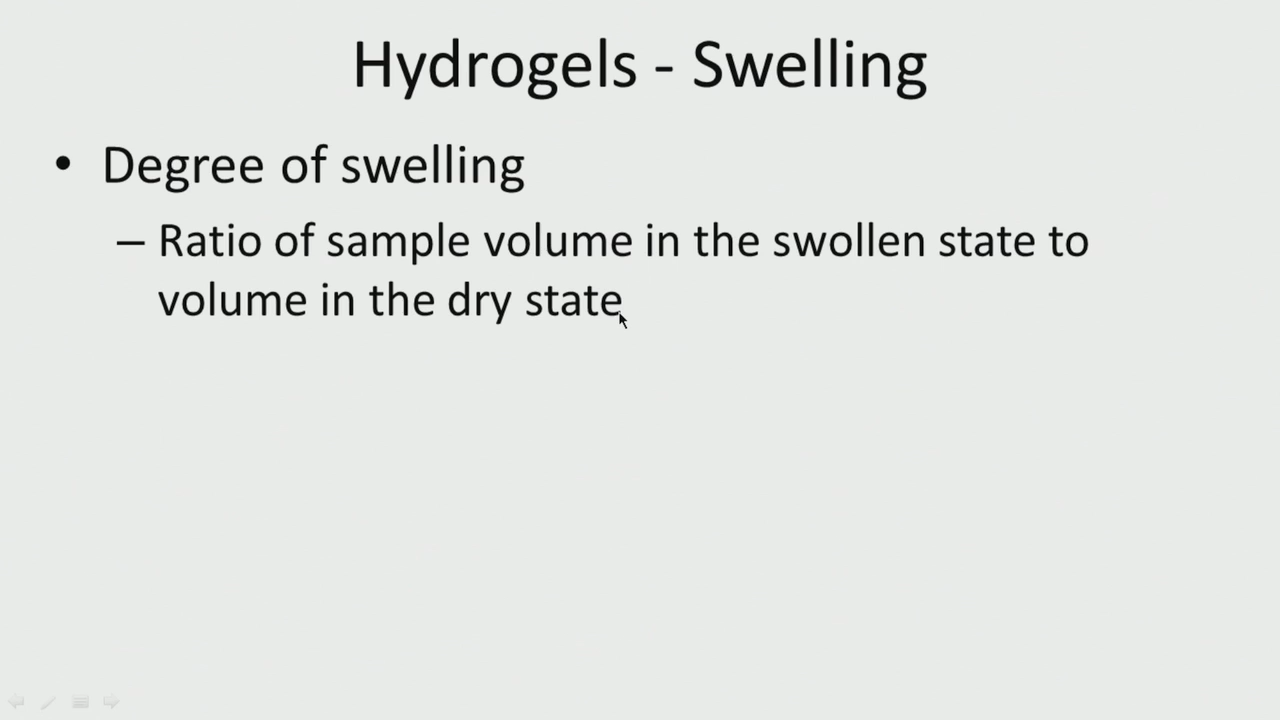 Hydrogels - Swelling
• Degree of swelling
– Ratio of sample volume in the swollen state to
volume in the dry state